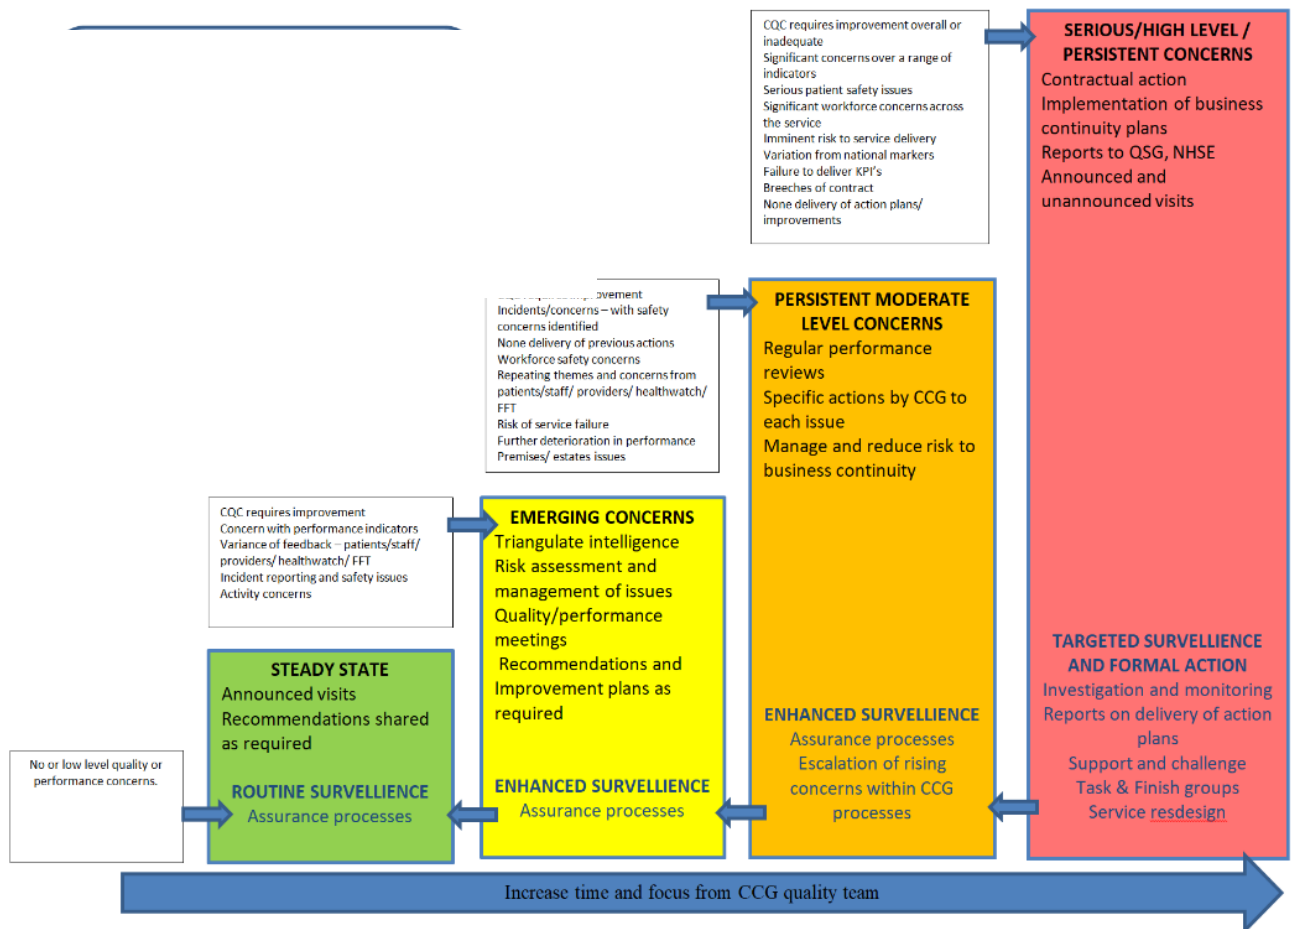 CQC requires improvement overall or
inadequate
Significant concerns over a range of
indicators
Serious patient safety issues
Significant workforce concerns across
the service
Imminent risk to service delivery
Variation from national markers
Failure to deliver KPI's
Breeches of contract
None delivery of action plans/
improvements
SERIOUS/HIGH LEVEL /
PERSISTENT CONCERNS
Contractual action
Implementation of business
continuity plans
Reports to QSG, NHSE
Announced and
unannounced visits
TARGETED SURVELLIENCE
AND FORMAL ACTION
Investigation and monitoring
Reports on delivery of action
plans
Support and challenge
Task & Finish groups
Service resdesign
Incidents/concerns – with safety
concerns identified
None delivery of previous actions
Workforce safety concerns
Repeating themes and concerns from
patients/staff/ providers/ healthwatch/
FFT
Risk of service failure
Further deterioration in performance
Premises/ estates issues
PERSISTENT MODERATE
LEVEL CONCERNS
Regular performance
reviews
Specific actions by CCG to
each issue
Manage and reduce risk to
business continuity
ENHANCED SURVELLIENCE
Assurance processes
Escalation of rising
concerns within CCG
processes
CQC requires improvement
Concern with performance indicators
Variance of feedback – patients/staff/
providers/ healthwatch/ FFT
Incident reporting and safety issues
Activity concerns
EMERGING CONCERNS
Triangulate intelligence
Risk assessment and
management of issues
Quality/performance
meetings
Recommendations and
Improvement plans as
required
ENHANCED SURVELLIENCE
Assurance processes
STEADY STATE
Announced visits
Recommendations shared
as required
ROUTINE SURVELLIENCE
Assurance processes
No or low level quality or
performance concerns.
Increase time and focus from CCG quality team